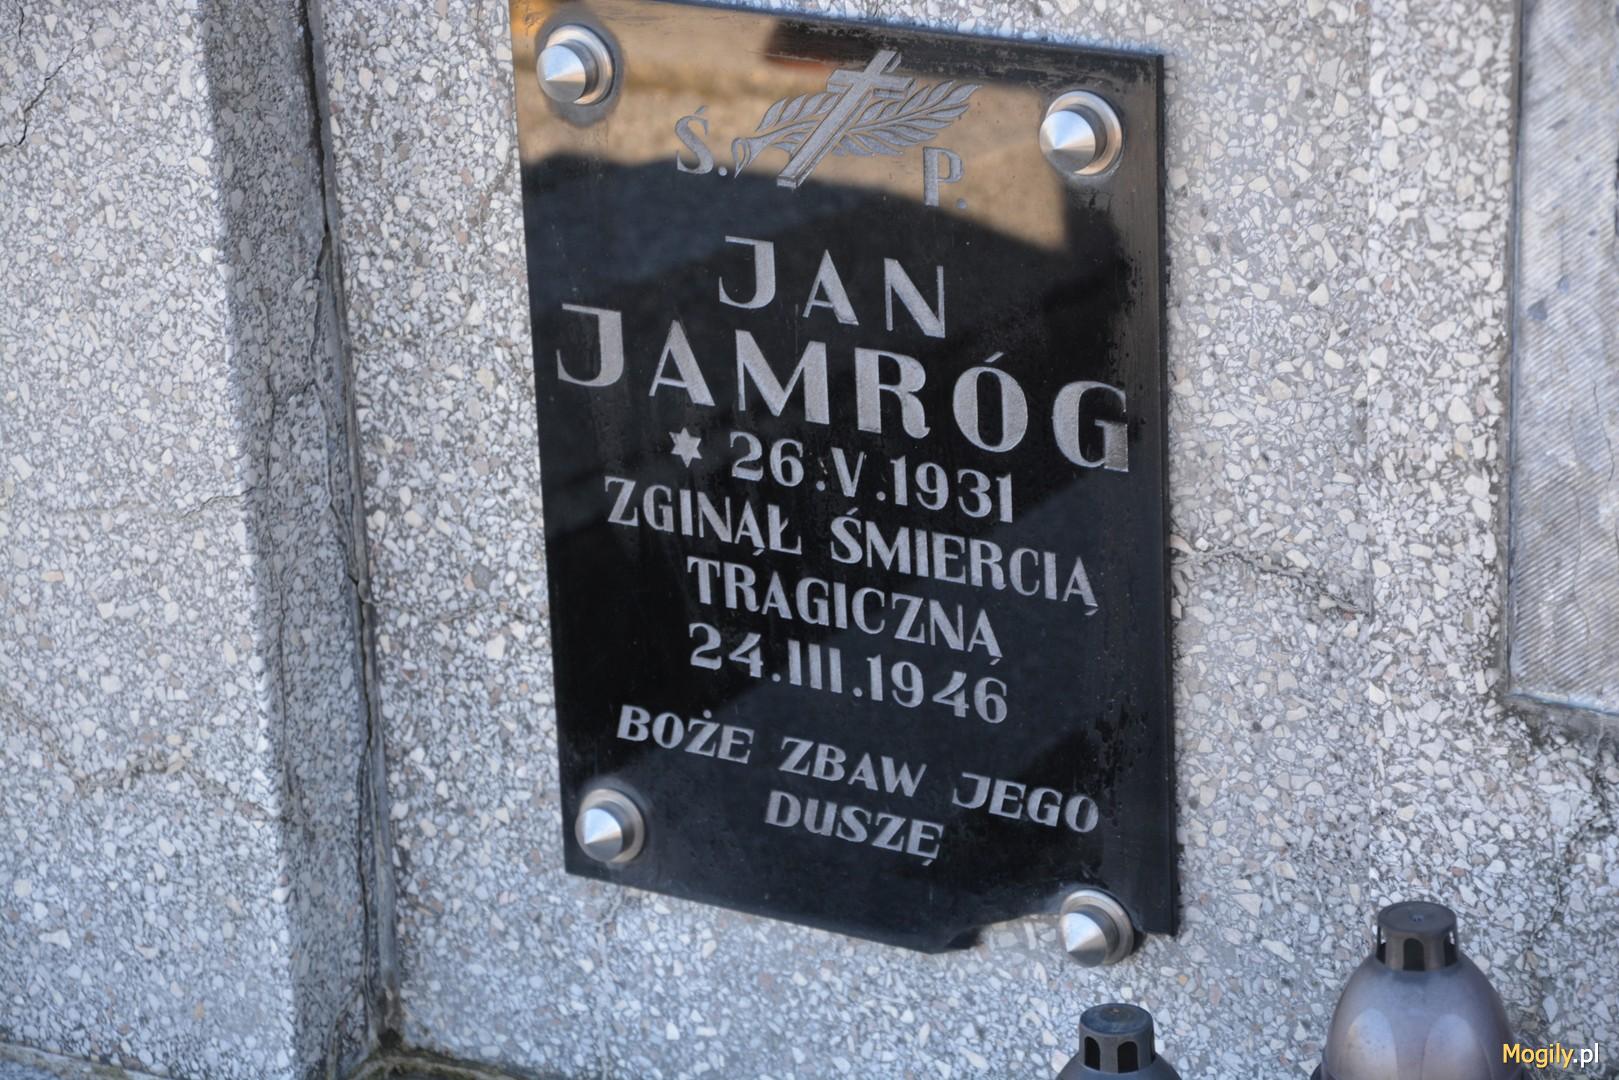 Ś. P.
JAN
JAMRÓG
✶ 26.V.1931
ZGINĄŁ ŚMIERCIĄ
TRAGICZNĄ
24.III.1946
BOŻE ZBAW JEGO
DUSZĘ
Mogily.pl